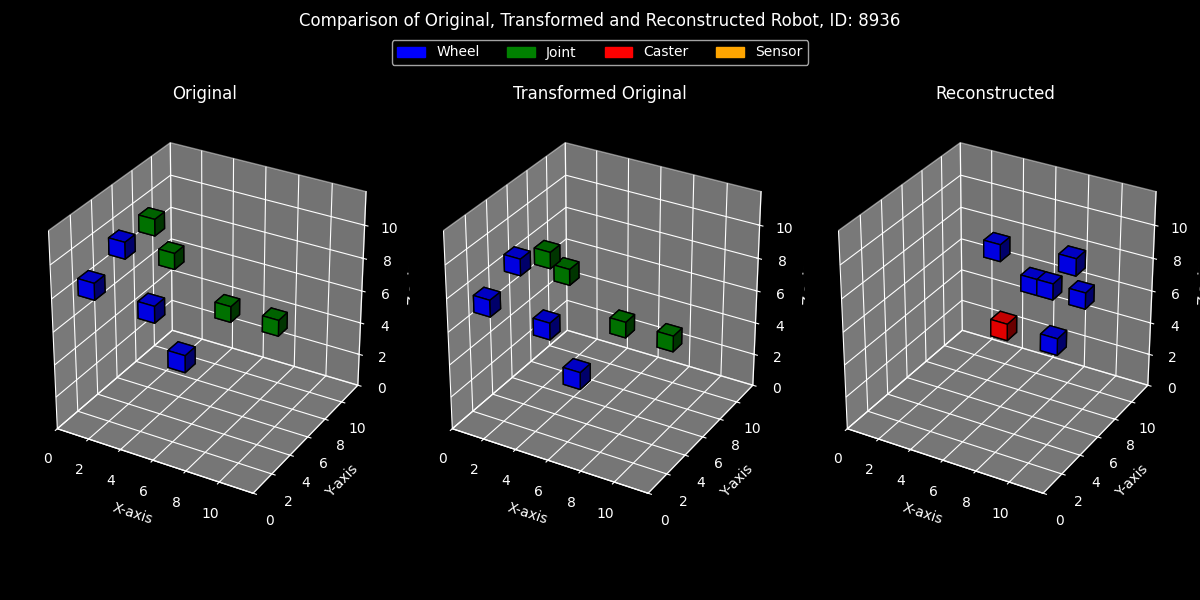 Comparison of Original, Transformed and Reconstructed Robot, ID: 8936
Wheel Joint Caster Sensor
Original
Transformed Original
Reconstructed
0 2 4 6 8 10
X-axis
0 2 4 6 8 10
Y-axis
0 2 4 6 8 10
0 2 4 6 8 10
X-axis
0 2 4 6 8 10
Y-axis
0 2 4 6 8 10
0 2 4 6 8 10
X-axis
0 2 4 6 8 10
Y-axis
0 2 4 6 8 10